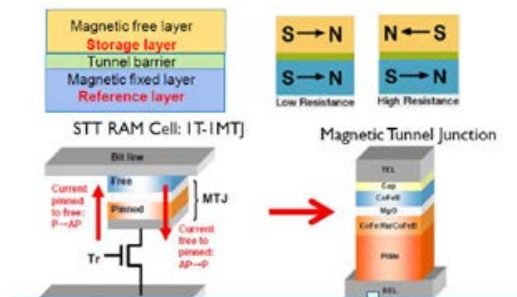 Magnetic free layer
Storage layer
Tunnel barrier
Magnetic fixed layer
Reference layer
S→N
S→N
Low Resistance
N←S
S→N
High Resistance
STT RAM Cell: 1T-1MTJ
Magnetic Tunnel Junction
Bit line
Free
Pinned
MTJ
Current
pinned
to free:
P→AP
Current
free to
pinned:
AP→P
Tr
TEL
Cap
CoFeB
MgO
CoFe/Ru/CoFeB
PtMn
BEL